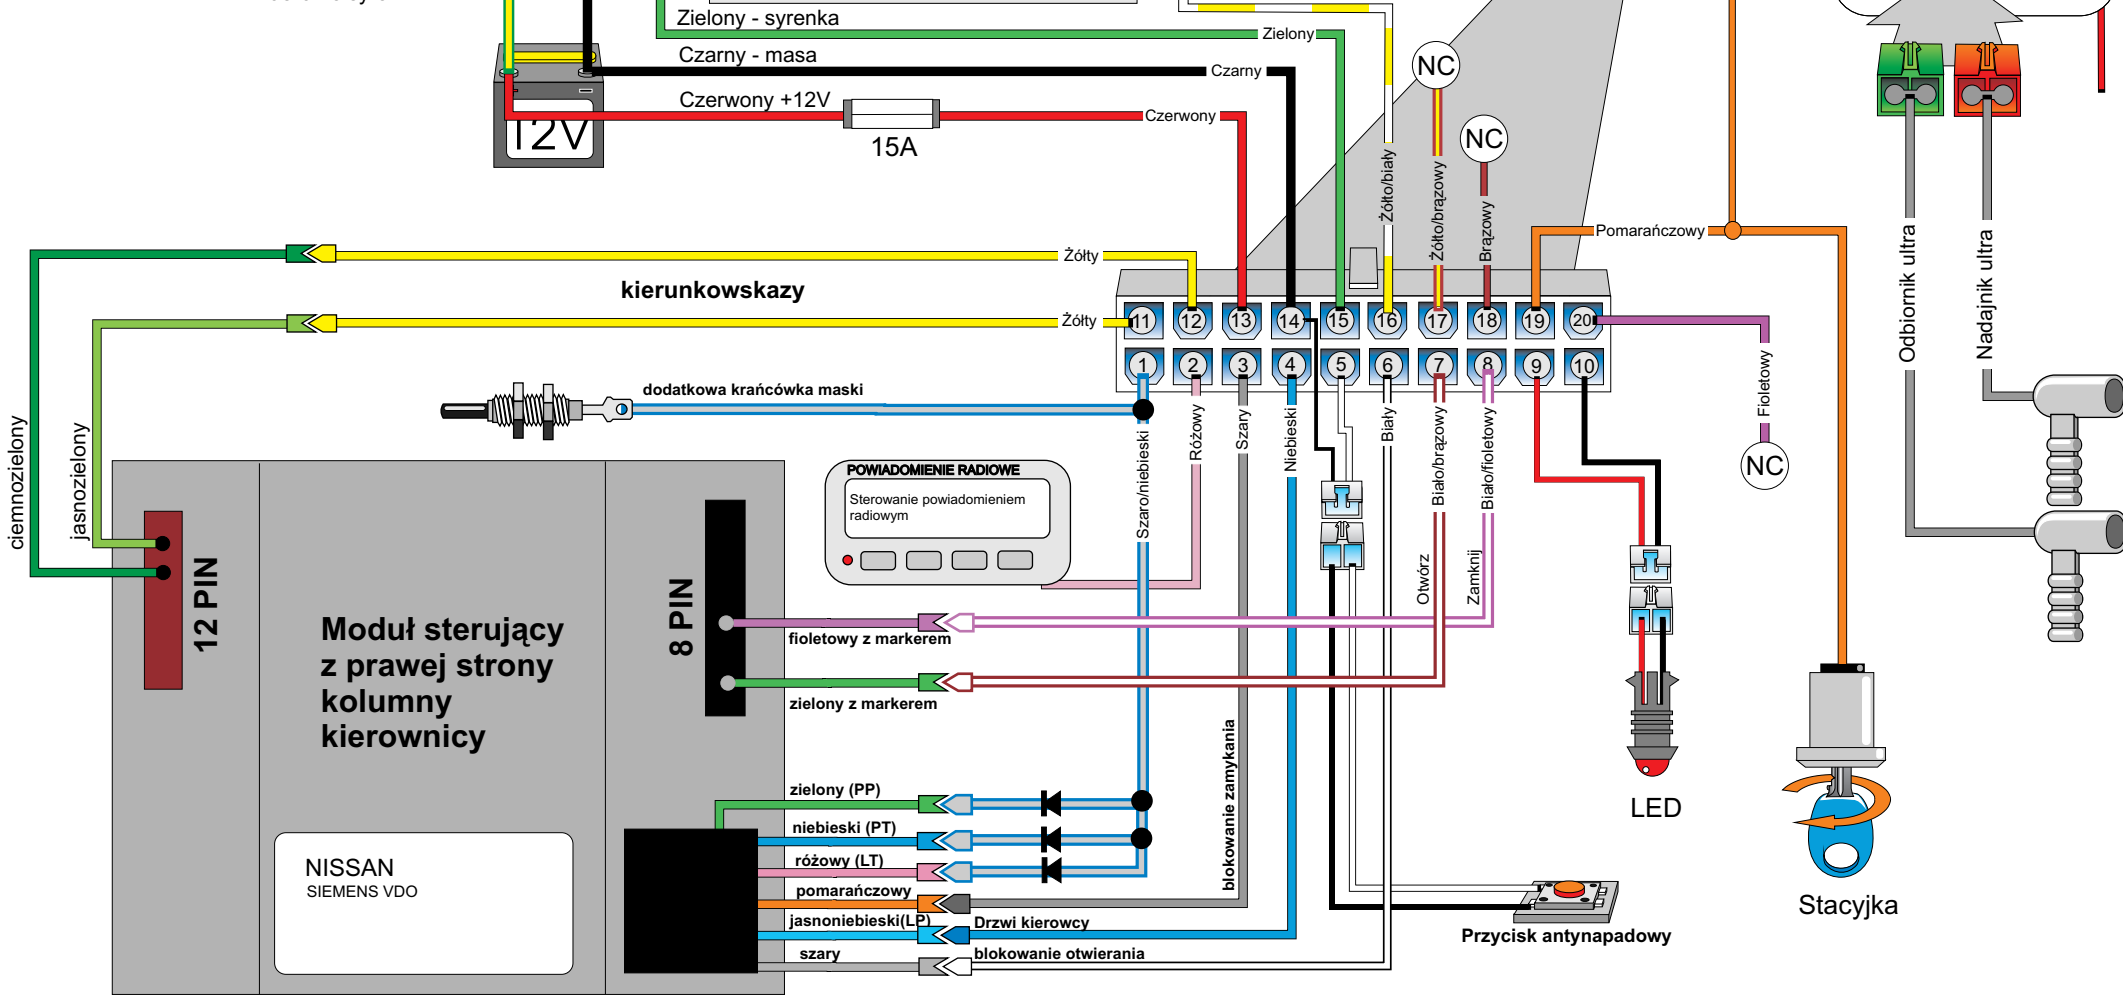 Zielony - syrenka
Zielony
Czarny - masa
Czarny
Czerwony +12V
Czerwony
12V
15A
NC
NC
Żółto/biały
Żółto/brązowy
Brązowy
Pomarańczowy
Odbiornik ultra
Nadajnik ultra
Żółty
kierunkowskazy
Żółty
11 12 13 14 15 16 17 18 19 20
1 2 3 4 5 6 7 8 9 10
Fioletowy
NC
dodatkowa krańcówka maski
ciemnozielony
jasnozielony
Szaro/niebieski
Różowy
Szary
Niebieski
Biały
Biało/brązowy
Biało/fioletowy
POWIADOMIENIE RADIOWE
Sterowanie powiadomieniem
radiowym
Otwórz
Zamknij
12 PIN
8 PIN
Moduł sterujący
z prawej strony
kolumny
kierownicy
fioletowy z markerem
zielony z markerem
blokowanie zamykania
zielony (PP)
niebieski (PT)
różowy (LT)
pomarańczowy
jasnoniebieski(LP)
Drzwi kierowcy
szary
blokowanie otwierania
NISSAN
SIEMENS VDO
LED
Stacyjka
Przycisk antynapadowy